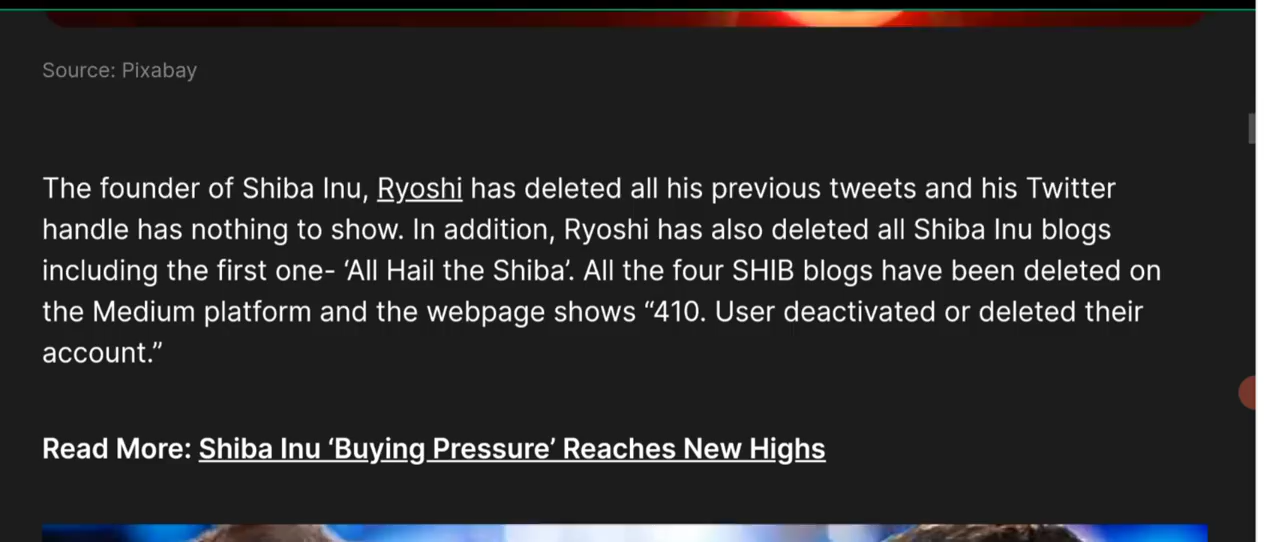 Source: Pixabay
The founder of Shiba Inu, Ryoshi has deleted all his previous tweets and his Twitter
handle has nothing to show. In addition, Ryoshi has also deleted all Shiba Inu blogs
including the first one- ‘All Hail the Shiba’. All the four SHIB blogs have been deleted on
the Medium platform and the webpage shows “410. User deactivated or deleted their
account.”
Read More: Shiba Inu ‘Buying Pressure’ Reaches New Highs